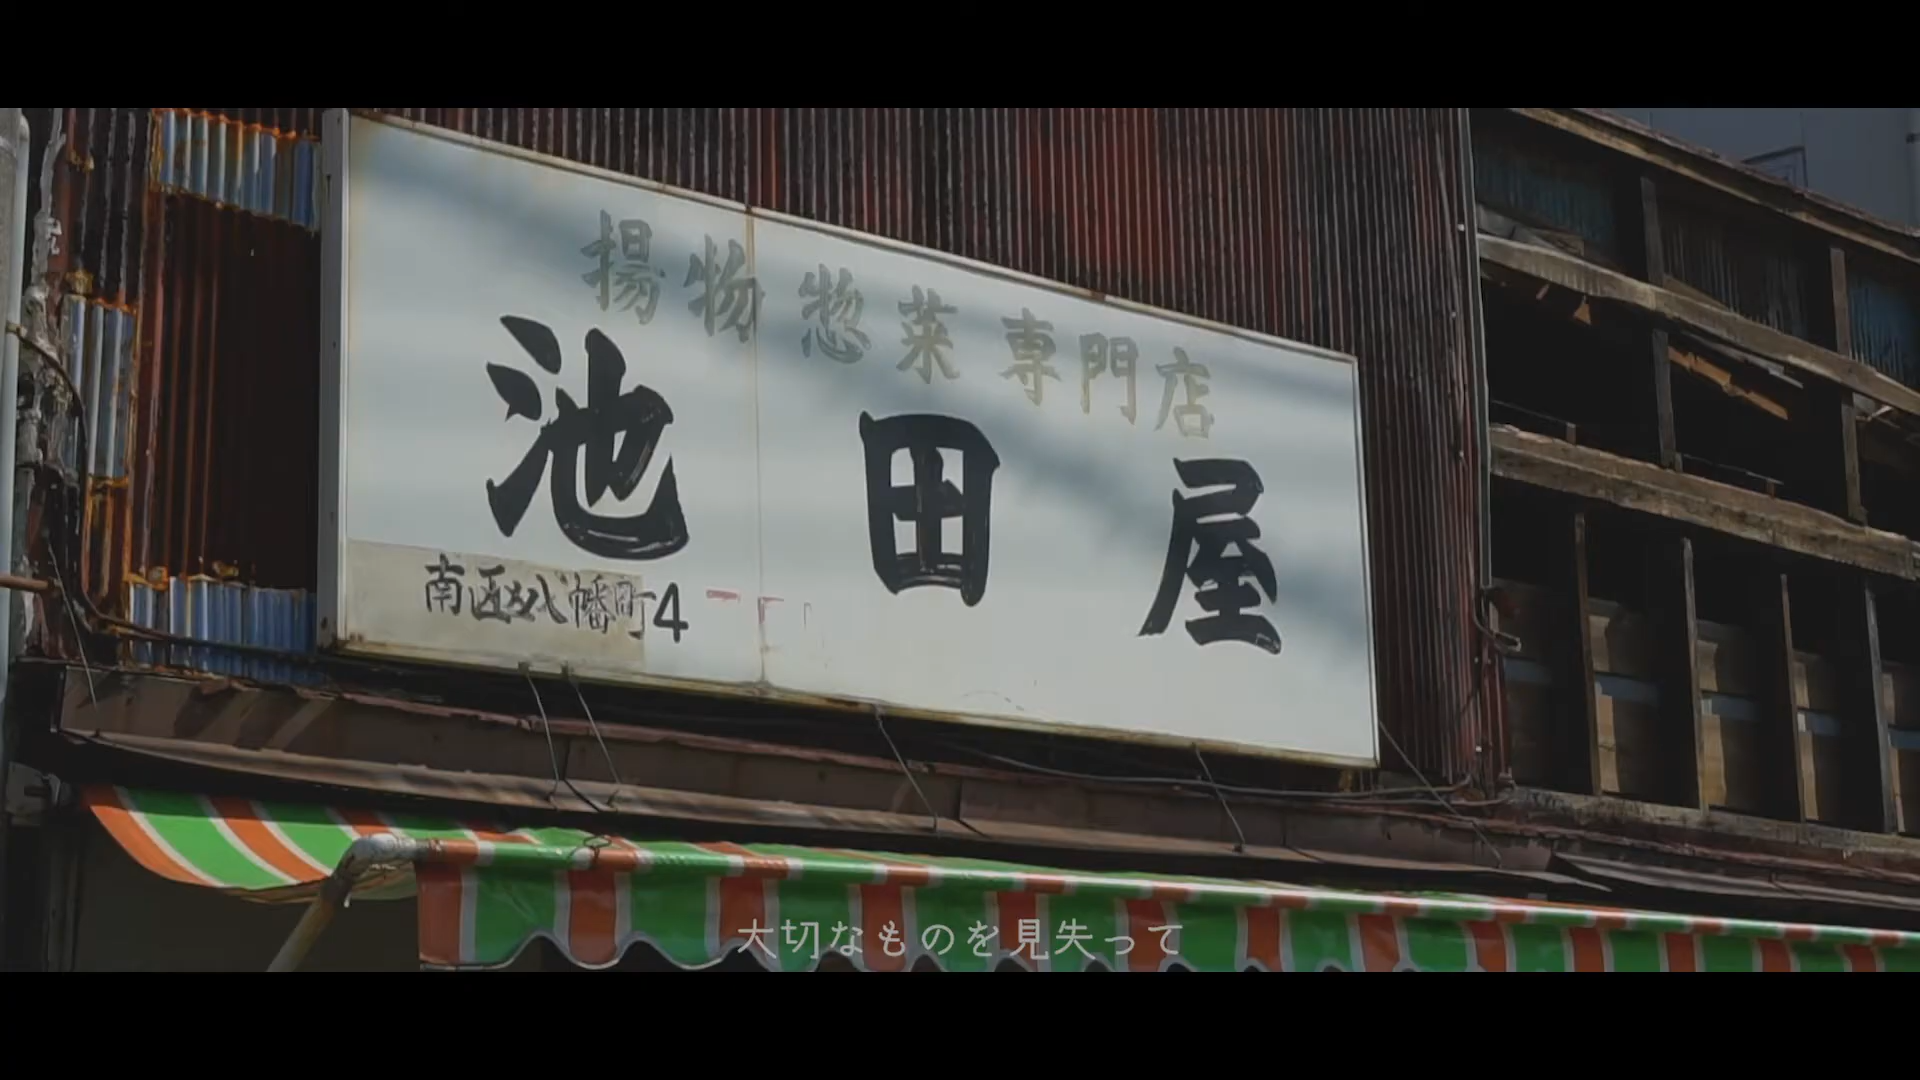 揚物惣菜専門店
池田屋
南区八幡町4
大切なものを見失って